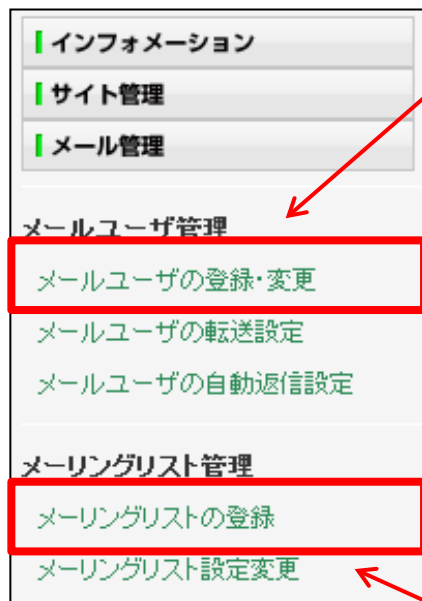 インフォメーション
サイト管理
メール管理
メールユーザ管理
メールユーザの登録・変更
メールユーザの転送設定
メールユーザの自動返信設定
メーリングリスト管理
メーリングリストの登録
メーリングリスト設定変更